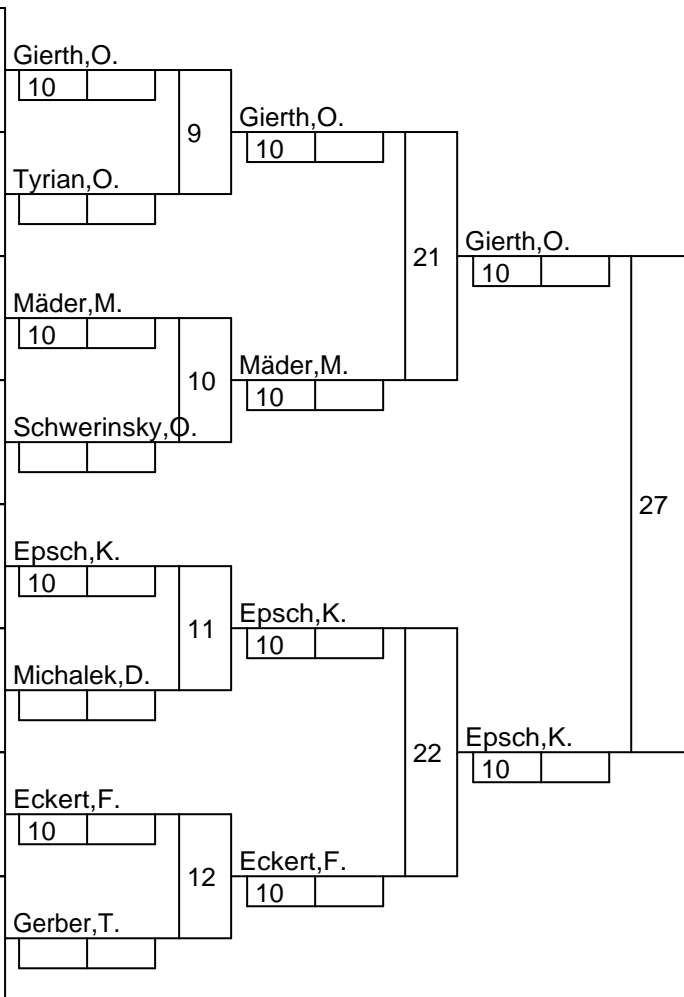 Gierth,O.
10
9
Gierth,O.
10
Tyrian,O.
21
Gierth,O.
10
Mäder,M.
10
10
Mäder,M.
10
Schwerinsky,O.
27
Epsch,K.
10
11
Epsch,K.
10
Michalek,D.
22
Epsch,K.
10
Eckert,F.
10
12
Eckert,F.
10
Gerber,T.